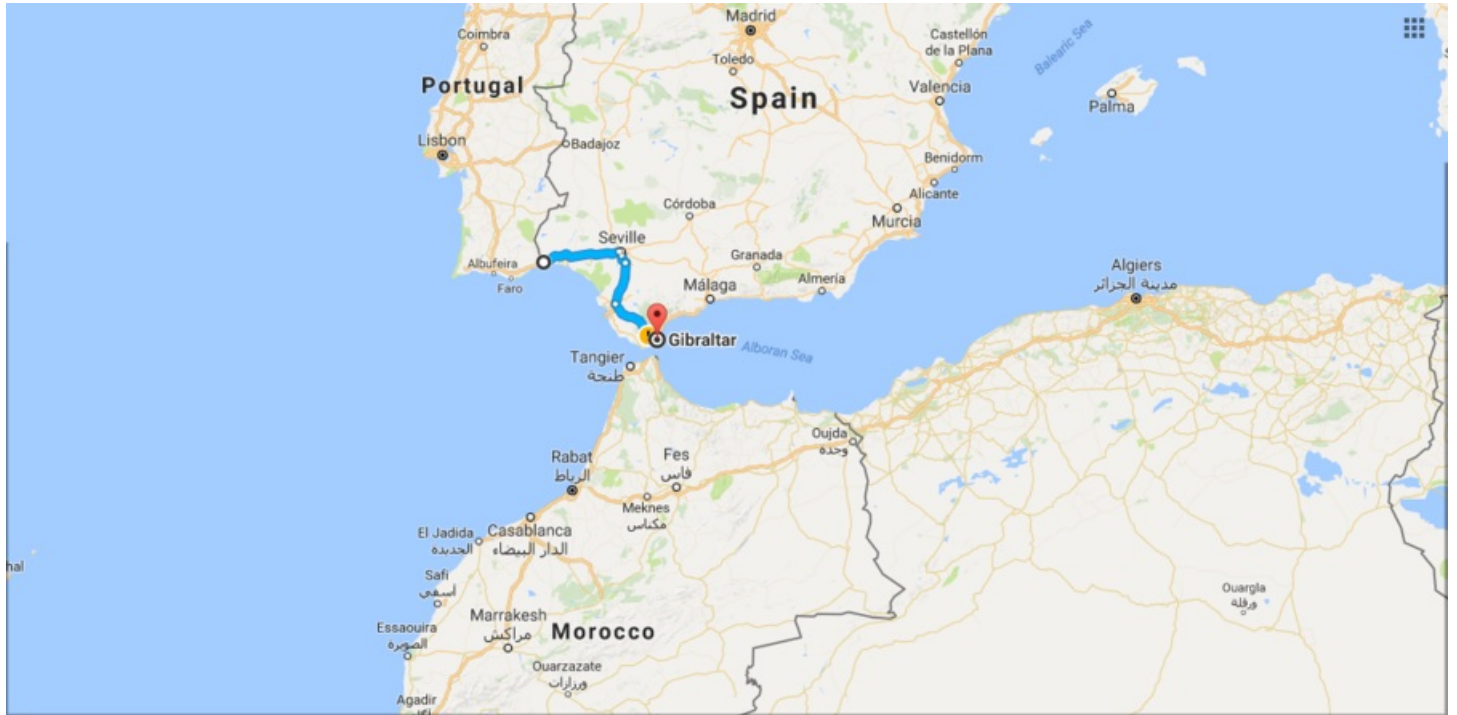 Madrid
Coimbra
Castellón
de la Plana
Balearic Sea
Toledo
Portugal
Valencia
Spain
Palma
Lisbon
Badajoz
Benidorm
Alicante
Córdoba
Murcia
Seville
Granada
Albufeira
Faro
Almería
Málaga
Algiers
مدينة الجزائر
Gibraltar
Alboran Sea
Tangier
طنجة
Oujda
وجدة
Rabat
الرباط
Fes
فاس
Meknes
مكناس
El Jadida
الجديدة
Casablanca
الدار البيضاء
hal
Safi
آسفي
Ouargla
ورقلة
Marrakesh
مراكش
Essaouira
الصويرة
Morocco
Ouarzazate
ورزازات
Agadir